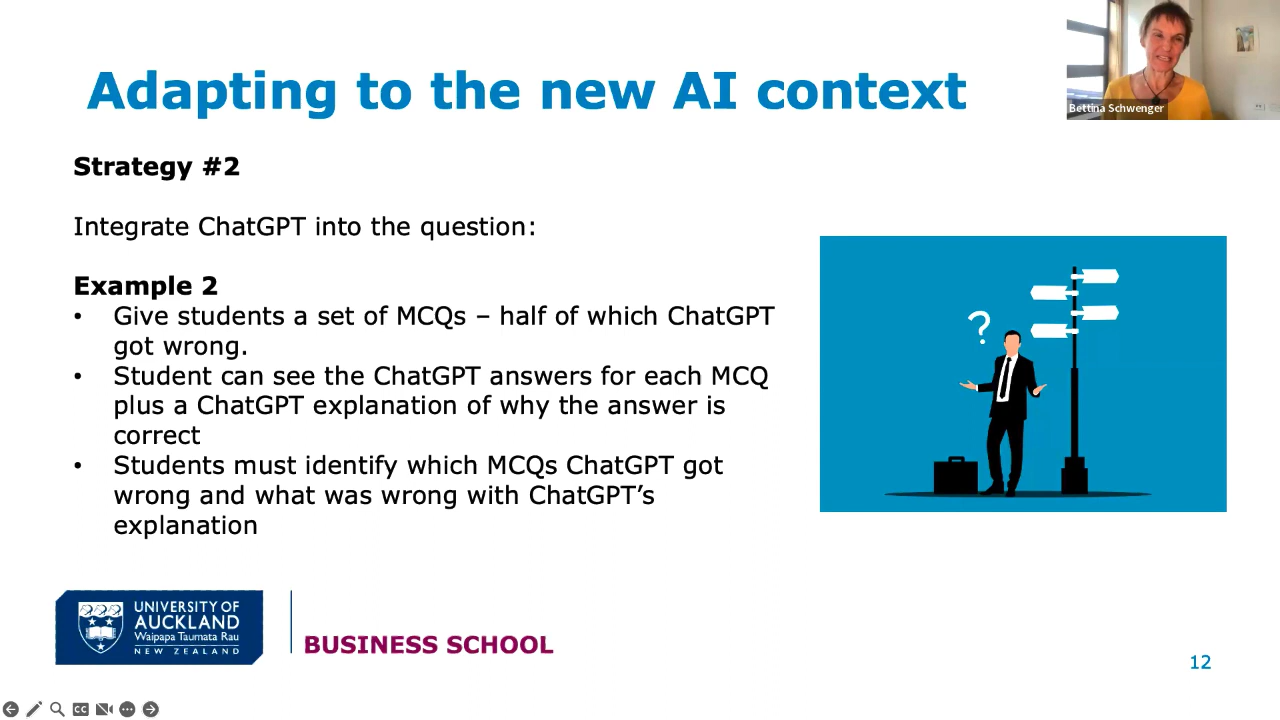 Adapting to the new AI context
Bettina Schwenger
Strategy #2
Integrate ChatGPT into the question:
Example 2
• Give students a set of MCQs – half of which ChatGPT
got wrong.
• Student can see the ChatGPT answers for each MCQ
plus a ChatGPT explanation of why the answer is
correct
• Students must identify which MCQs ChatGPT got
wrong and what was wrong with ChatGPT’s
explanation
?
UNIVERSITY OF
AUCKLAND
Waipapa Taumata Rau
NEW ZEALAND
BUSINESS SCHOOL
12
CC